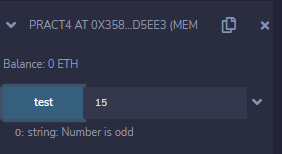 PRACT4 AT 0X358...D5EE3 (MEM
Balance: 0 ETH
test 15
0: string: Number is odd